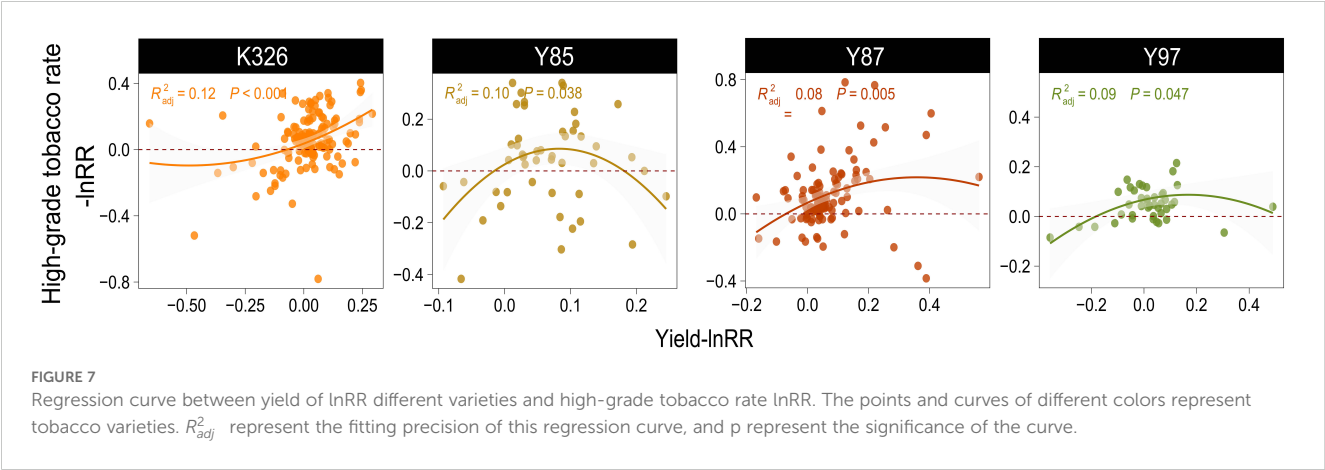 High-grade tobacco rate
-lnRR
K326
R²adj = 0.12 P < 0.001
0.4
0.0
−0.4
−0.8
−0.50 −0.25 0.00 0.25
Y85
R²adj = 0.10 P = 0.038
0.2
0.0
−0.2
−0.4
−0.1 0.0 0.1 0.2
Y87
R²adj = 0.08 P = 0.005
0.8
0.4
0.0
−0.4
−0.2 0.0 0.2 0.4
Y97
R²adj = 0.09 P = 0.047
0.4
0.2
0.0
−0.2
−0.2 0.0 0.2 0.4
Yield-lnRR
FIGURE 7
Regression curve between yield of lnRR different varieties and high-grade tobacco rate lnRR. The points and curves of different colors represent
tobacco varieties. R²adj represent the fitting precision of this regression curve, and p represent the significance of the curve.